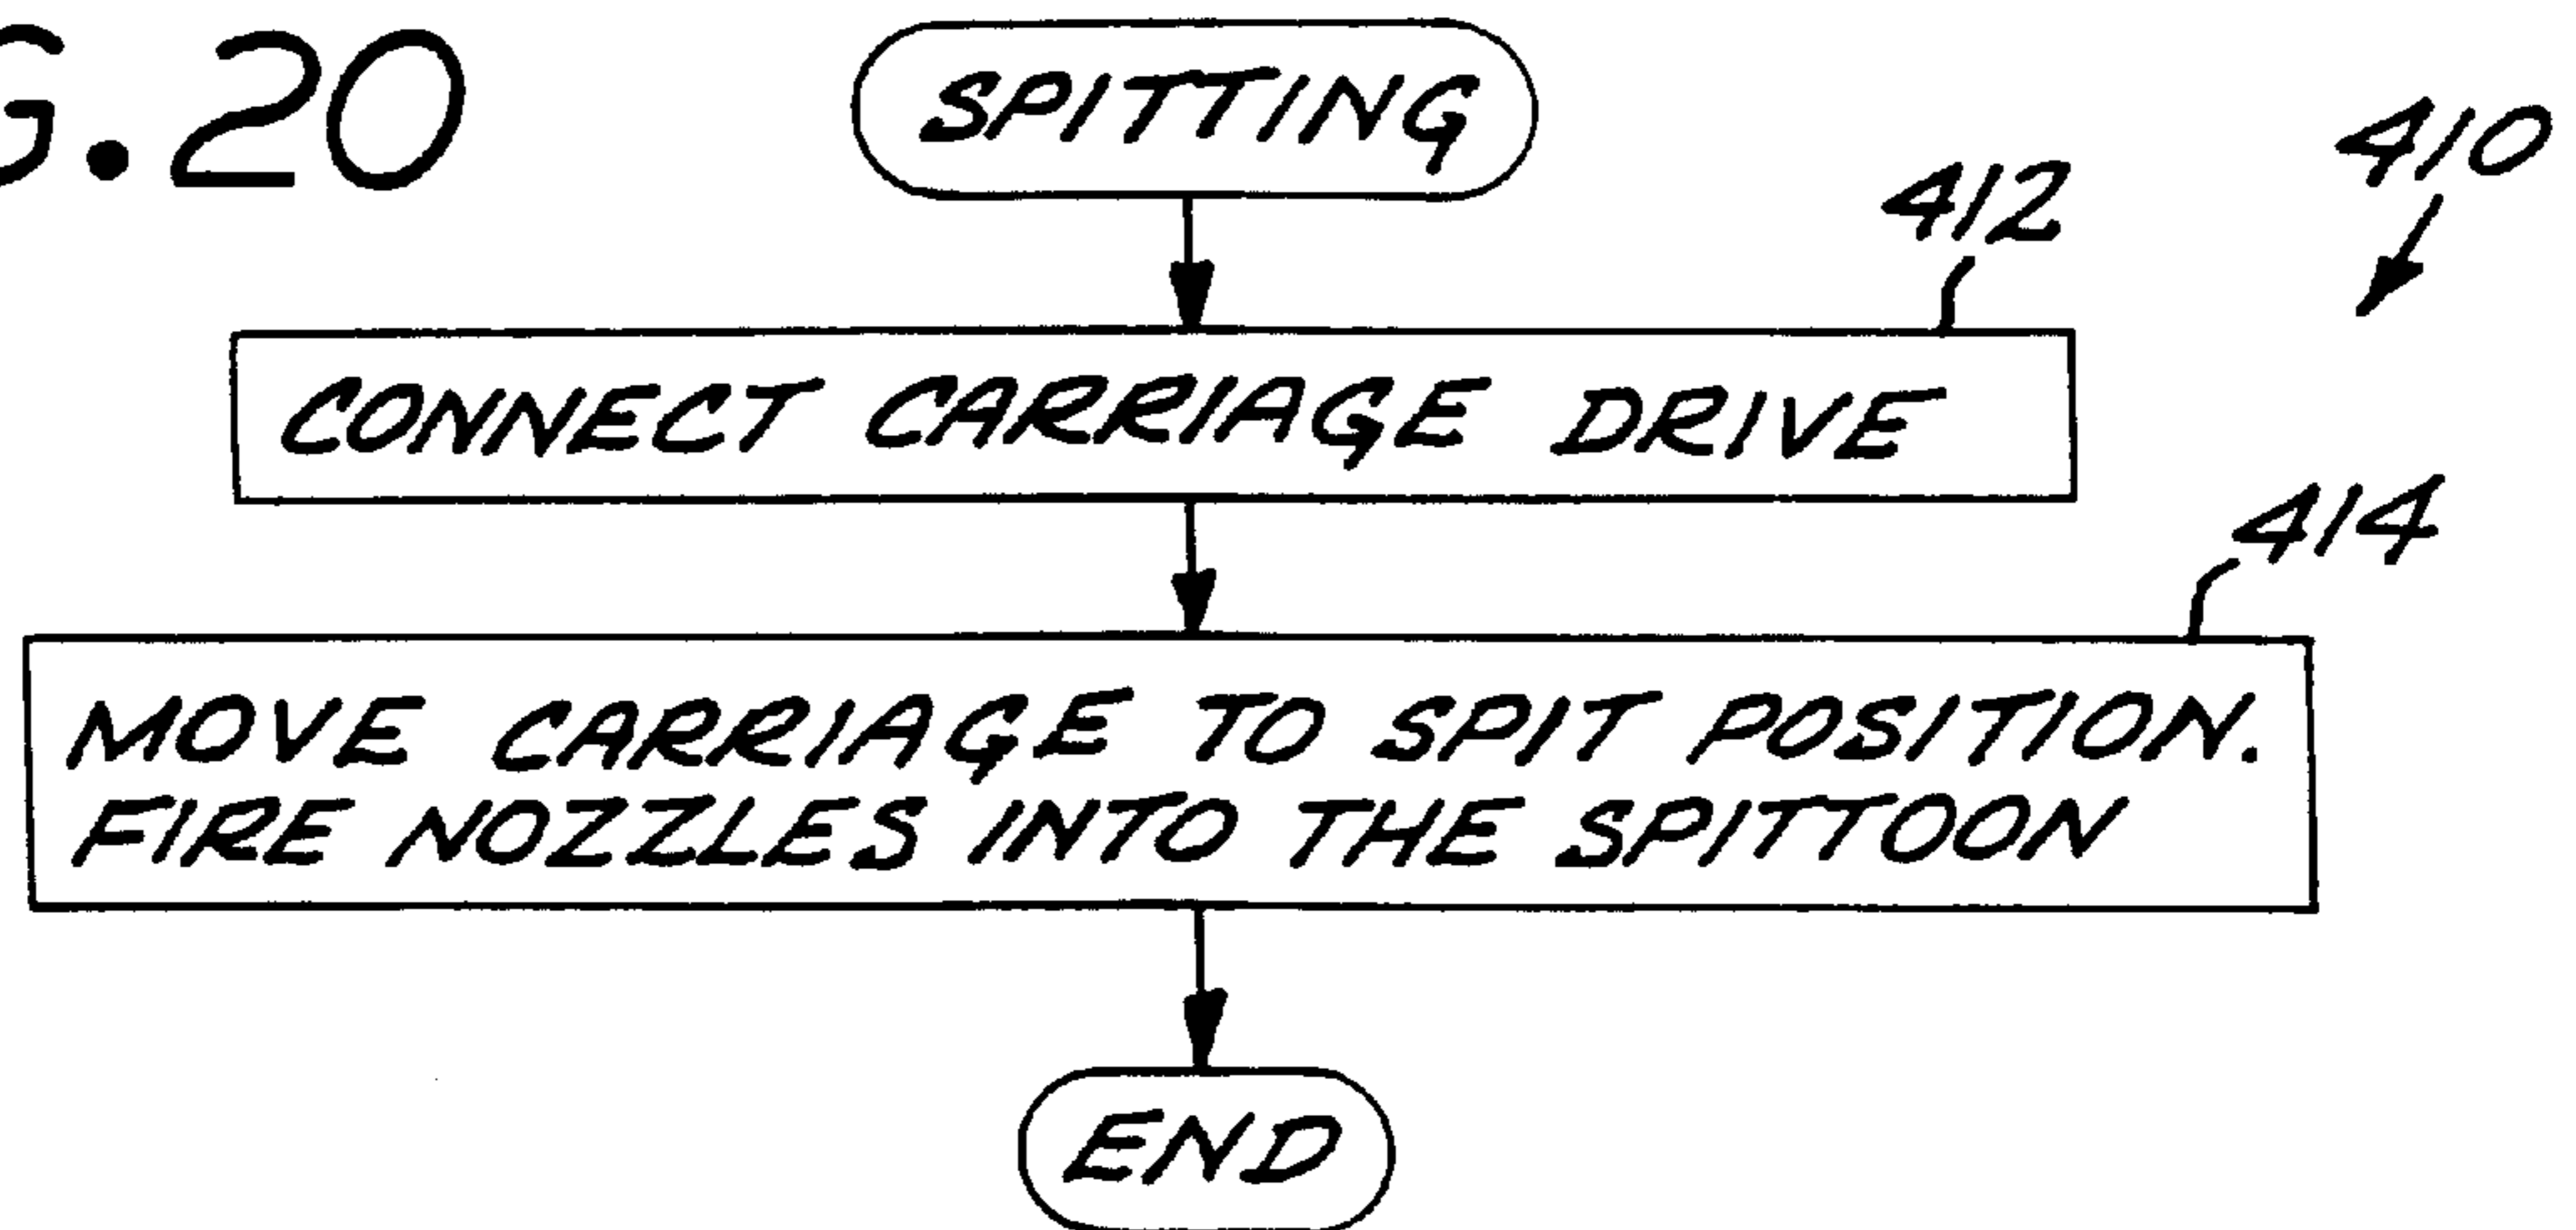 G.20
SPITTING
410
412
CONNECT CARRIAGE DRIVE
414
MOVE CARRIAGE TO SPIT POSITION.
FIRE NOZZLES INTO THE SPITTOON
END